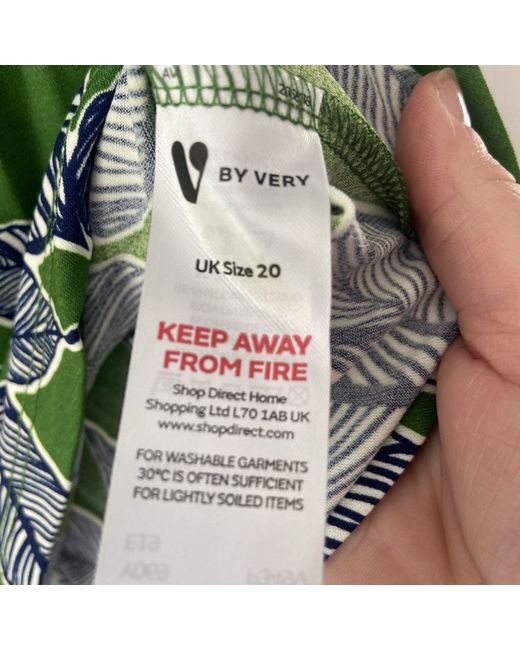 V BY VERY
UK Size 20
KEEP AWAY
FROM FIRE
Shop Direct Home
Shopping Ltd L70 1AB UK
www.shopdirect.com
FOR WASHABLE GARMENTS
30°C IS OFTEN SUFFICIENT
FOR LIGHTLY SOILED ITEMS